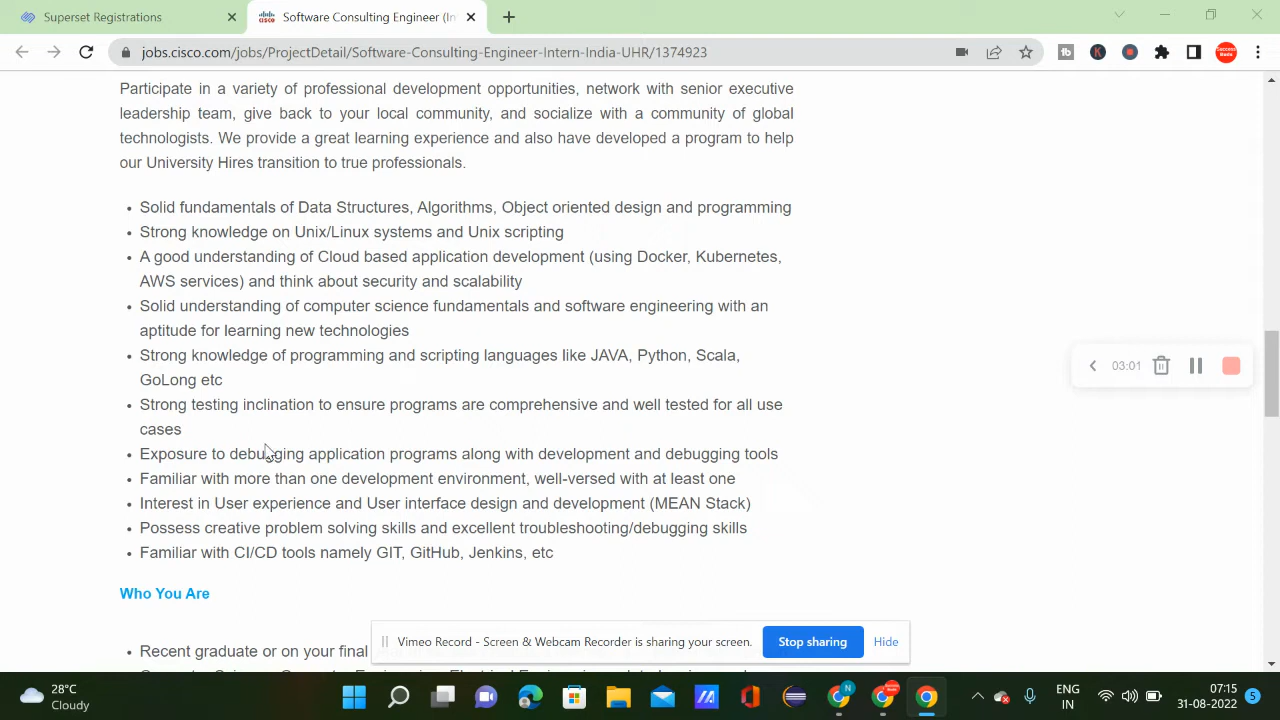 Superset Registrations
Software Consulting Engineer (In
jobs.cisco.com/jobs/ProjectDetail/Software-Consulting-Engineer-Intern-India-UHR/1374923
Participate in a variety of professional development opportunities, network with senior executive
leadership team, give back to your local community, and socialize with a community of global
technologists. We provide a great learning experience and also have developed a program to help
our University Hires transition to true professionals.
• Solid fundamentals of Data Structures, Algorithms, Object oriented design and programming
• Strong knowledge on Unix/Linux systems and Unix scripting
• A good understanding of Cloud based application development (using Docker, Kubernetes,
AWS services) and think about security and scalability
• Solid understanding of computer science fundamentals and software engineering with an
aptitude for learning new technologies
• Strong knowledge of programming and scripting languages like JAVA, Python, Scala,
GoLong etc
03:01
• Strong testing inclination to ensure programs are comprehensive and well tested for all use
cases
• Exposure to debugging application programs along with development and debugging tools
• Familiar with more than one development environment, well-versed with at least one
• Interest in User experience and User interface design and development (MEAN Stack)
• Possess creative problem solving skills and excellent troubleshooting/debugging skills
• Familiar with CI/CD tools namely GIT, GitHub, Jenkins, etc
Who You Are
Vimeo Record - Screen & Webcam Recorder is sharing your screen. Stop sharing Hide
• Recent graduate or on your final
28°C
Cloudy
ENG
IN
07:15
31-08-2022
5